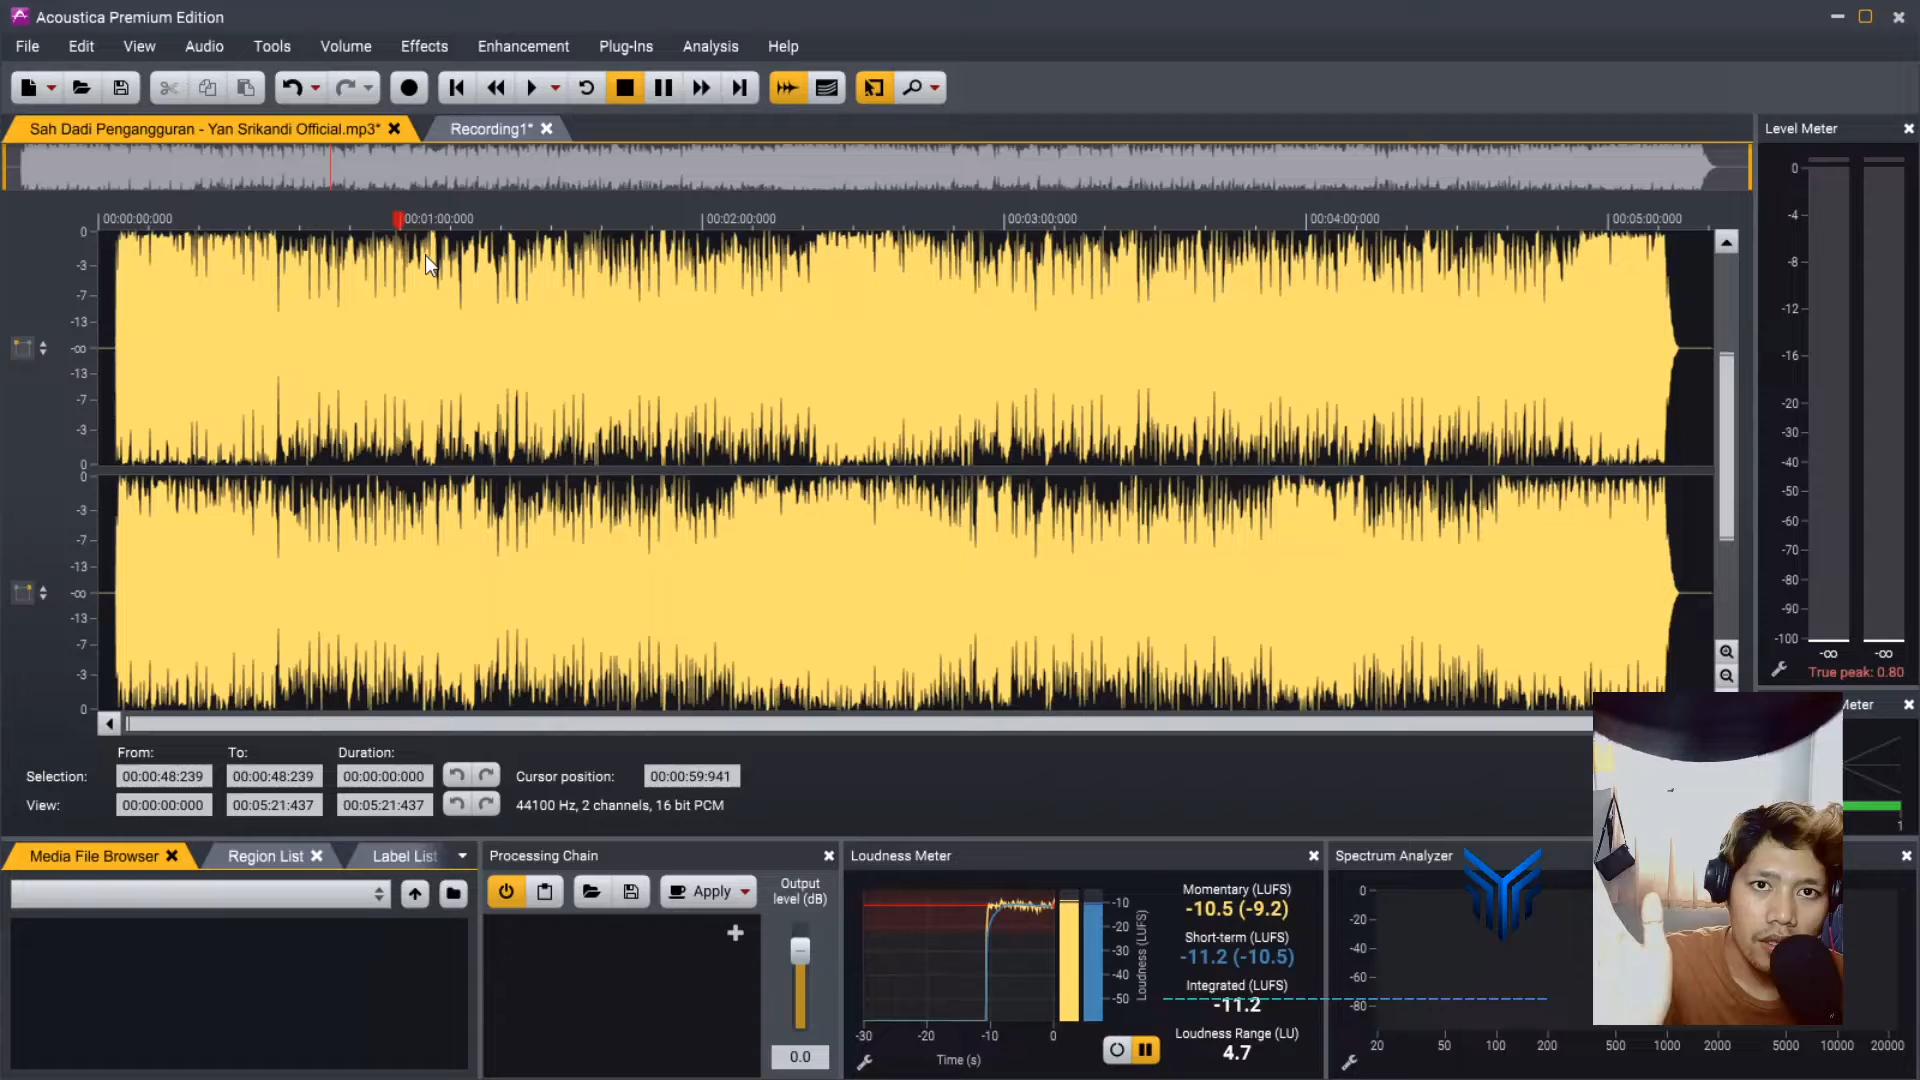 Acoustica Premium Edition
File Edit View Audio Tools Volume Effects Enhancement Plug-Ins Analysis Help
Sah Dadi Pengangguran - Yan Srikandi Official.mp3* Recording1* Level Meter
00:00:00:000 00:01:00:000 00:02:00:000 00:03:00:000 00:04:00:000 00:05:00:000
0
-3
-7
-13
-∞
-13
-7
-3
0
0
-3
-7
-13
-∞
-13
-7
-3
0
0
-4
-8
-12
-16
-20
-30
-40
-50
-60
-70
-80
-90
-100
-∞ -∞
True peak: 0.80
Meter
1
From: To: Duration:
Selection: 00:00:48:239 00:00:48:239 00:00:00:000 Cursor position: 00:00:59:941
View: 00:00:00:000 00:05:21:437 00:05:21:437 44100 Hz, 2 channels, 16 bit PCM
Media File Browser Region List Label List
Processing Chain
Apply
Output
level (dB)
0.0
Loudness Meter
-10
-20
-30
-40
-50
Loudness (LUFS)
-30 -20 -10 0
Time (s)
Momentary (LUFS)
-10.5 (-9.2)
Short-term (LUFS)
-11.2 (-10.5)
Integrated (LUFS)
-11.2
Loudness Range (LU)
4.7
Spectrum Analyzer
0
-20
-40
-60
-80
20 50 100 200 500 1000 2000 5000 10000 20000